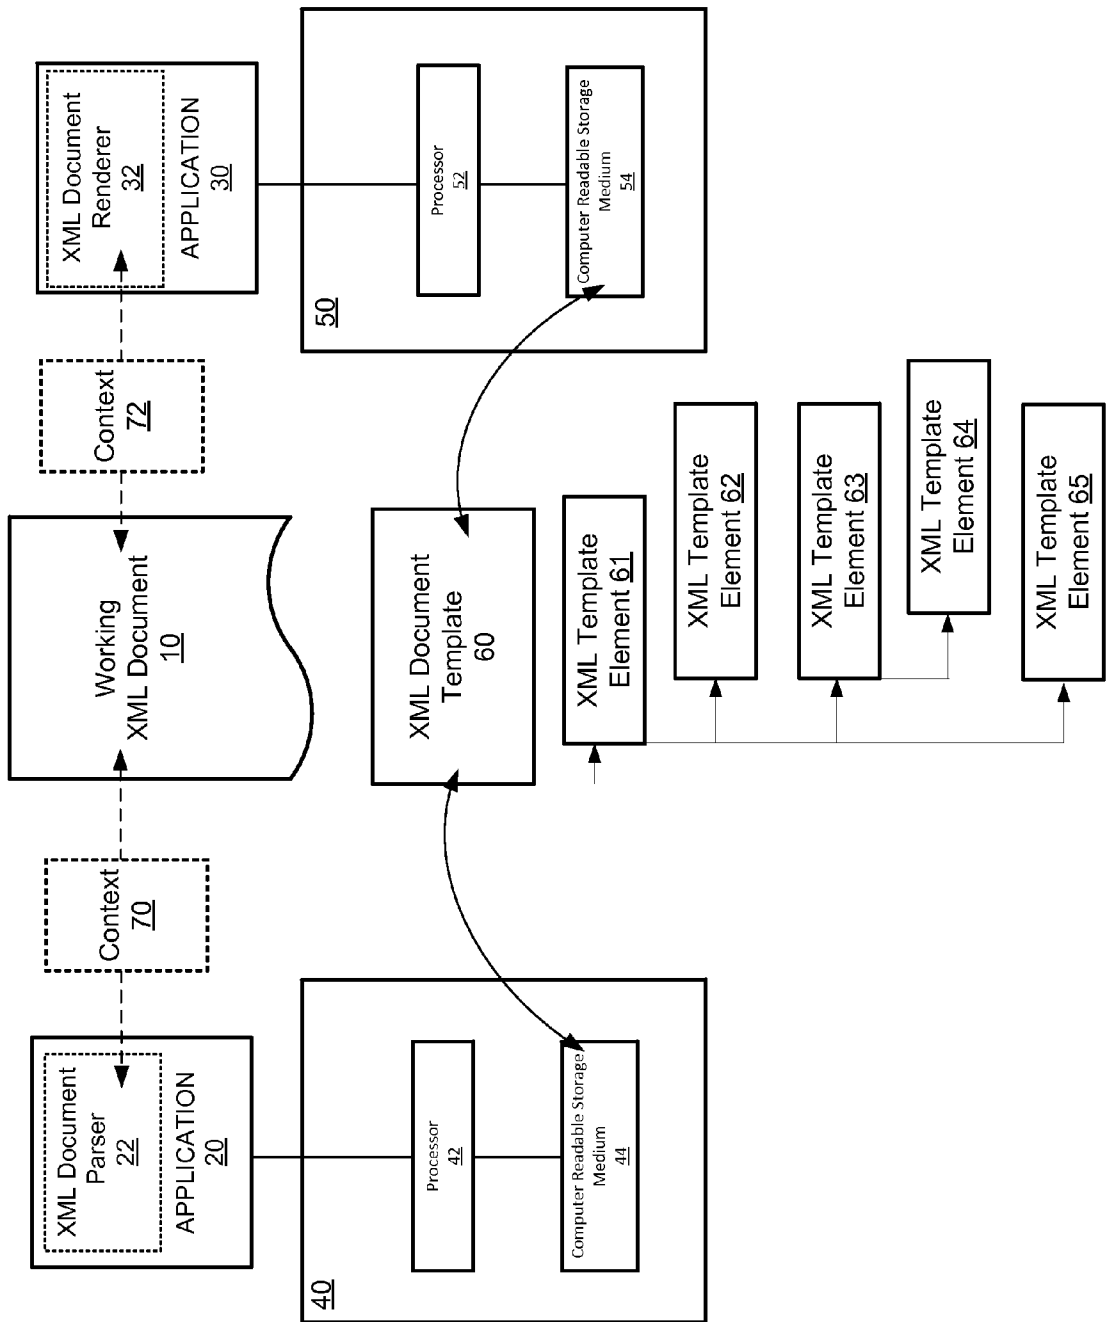 XML Document
Parser
22
APPLICATION
20
Context
70
Working
XML Document
10
Context
72
XML Document
Renderer
32
APPLICATION
30
40
Processor
42
Computer Readable Storage
Medium
44
XML Document
Template
60
50
Processor
52
Computer Readable Storage
Medium
54
XML Template
Element 61
XML Template
Element 62
XML Template
Element 63
XML Template
Element 64
XML Template
Element 65